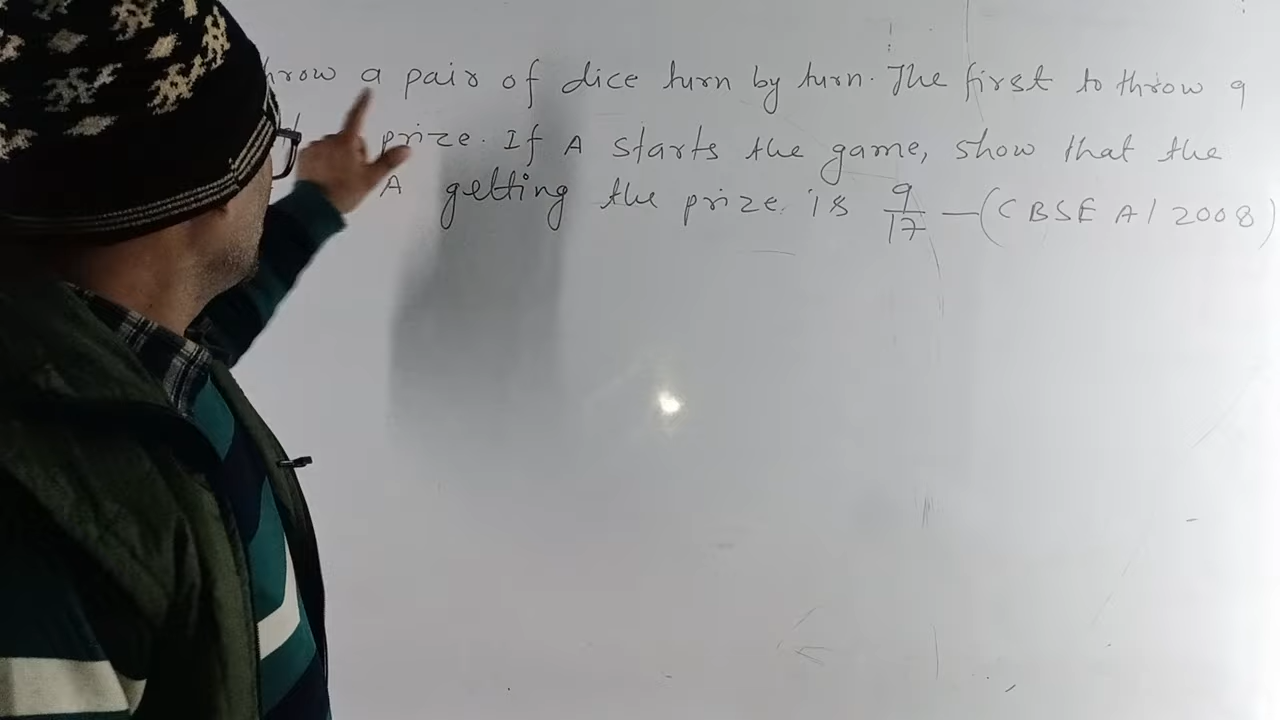 hrow a pair of dice turn by turn. The first to throw 9
prize. If A starts the game, show that the
A getting the prize is 9/17 — (CBSE AI 2008)